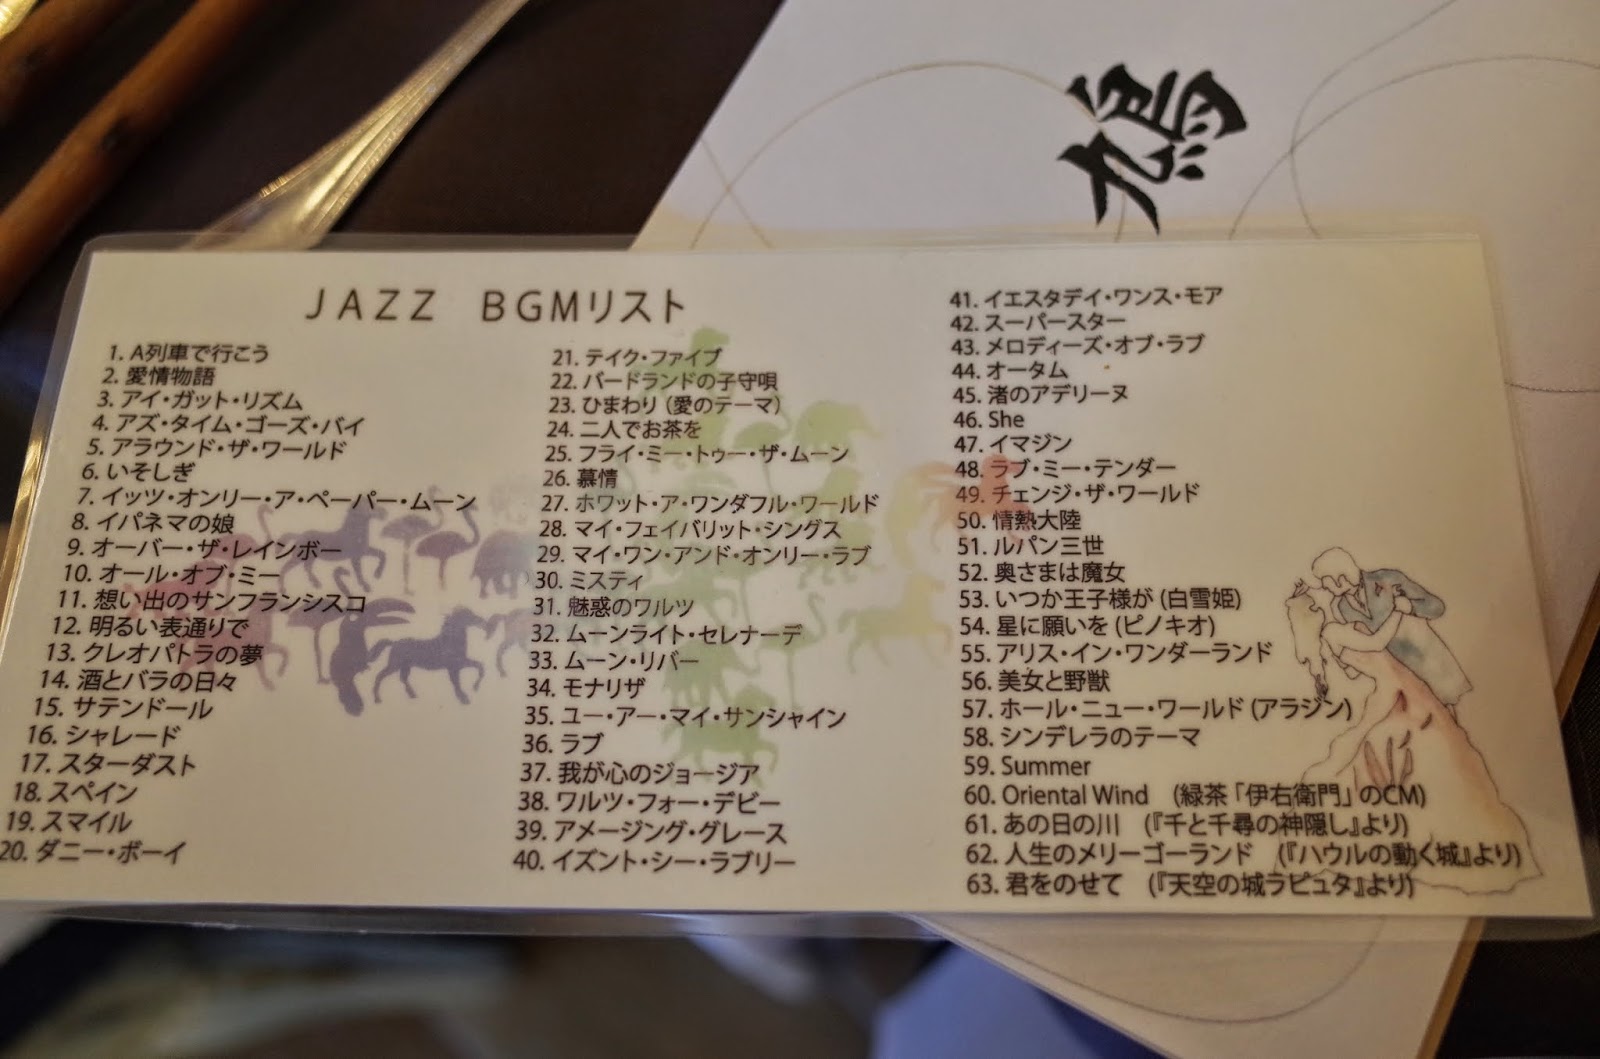 鳩
JAZZ BGMリスト
1. A列車で行こう
2. 愛情物語
3. アイ・ガット・リズム
4. アズ・タイム・ゴーズ・バイ
5. アラウンド・ザ・ワールド
6. いそしぎ
7. イッツ・オンリー・ア・ペーパー・ムーン
8. イパネマの娘
9. オーバー・ザ・レインボー
10. オール・オブ・ミー
11. 想い出のサンフランシスコ
12. 明るい表通りで
13. クレオパトラの夢
14. 酒とバラの日々
15. サテンドール
16. シャレード
17. スターダスト
18. スペイン
19. スマイル
20. ダニー・ボーイ
21. テイク・ファイブ
22. バードランドの子守唄
23. ひまわり (愛のテーマ)
24. 二人でお茶を
25. フライ・ミー・トゥー・ザ・ムーン
26. 慕情
27. ホワット・ア・ワンダフル・ワールド
28. マイ・フェイバリット・シングス
29. マイ・ワン・アンド・オンリー・ラブ
30. ミスティ
31. 魅惑のワルツ
32. ムーンライト・セレナーデ
33. ムーン・リバー
34. モナリザ
35. ユー・アー・マイ・サンシャイン
36. ラブ
37. 我が心のジョージア
38. ワルツ・フォー・デビー
39. アメージング・グレース
40. イズント・シー・ラブリー
41. イエスタデイ・ワンス・モア
42. スーパースター
43. メロディーズ・オブ・ラブ
44. オータム
45. 渚のアデリーヌ
46. She
47. イマジン
48. ラブ・ミー・テンダー
49. チェンジ・ザ・ワールド
50. 情熱大陸
51. ルパン三世
52. 奥さまは魔女
53. いつか王子様が (白雪姫)
54. 星に願いを (ピノキオ)
55. アリス・イン・ワンダーランド
56. 美女と野獣
57. ホール・ニュー・ワールド (アラジン)
58. シンデレラのテーマ
59. Summer
60. Oriental Wind (緑茶「伊右衛門」のCM)
61. あの日の川 (『千と千尋の神隠し』より)
62. 人生のメリーゴーランド (『ハウルの動く城』より)
63. 君をのせて (『天空の城ラピュタ』より)